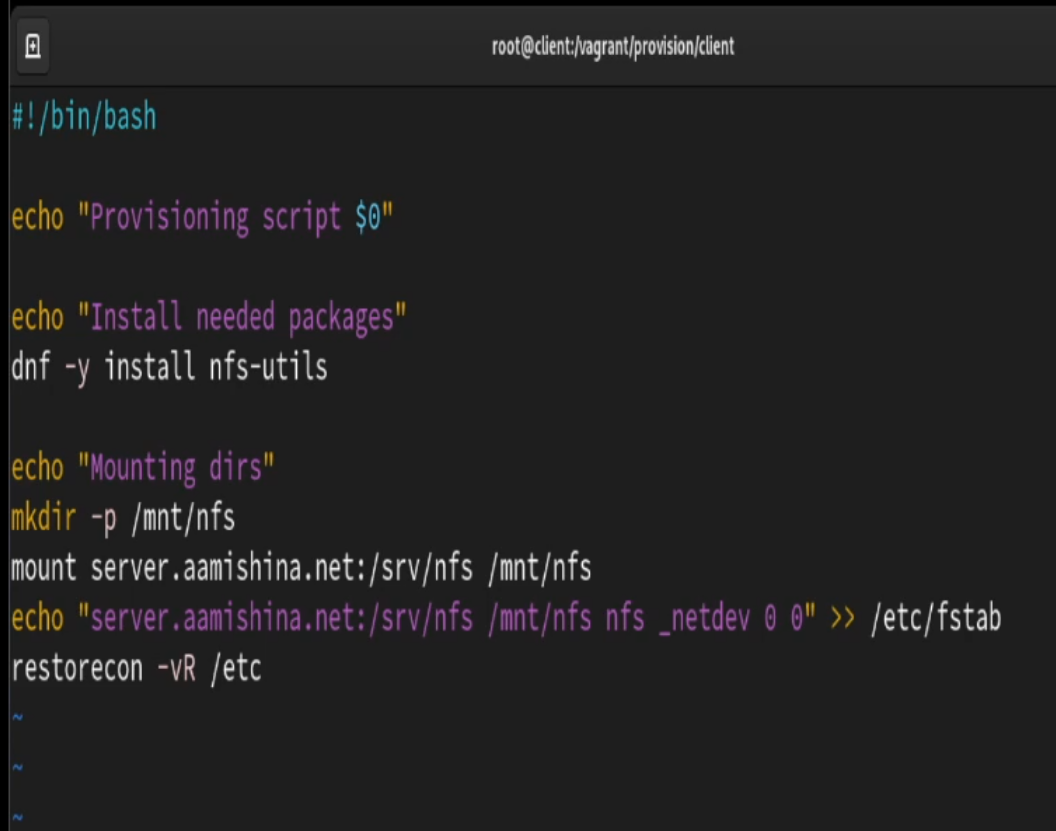 root@client:/vagrant/provision/client
#!/bin/bash
echo "Provisioning script $0"
echo "Install needed packages"
dnf -y install nfs-utils
echo "Mounting dirs"
mkdir -p /mnt/nfs
mount server.aamishina.net:/srv/nfs /mnt/nfs
echo "server.aamishina.net:/srv/nfs /mnt/nfs nfs _netdev 0 0" >> /etc/fstab
restorecon -vR /etc
~
~
~